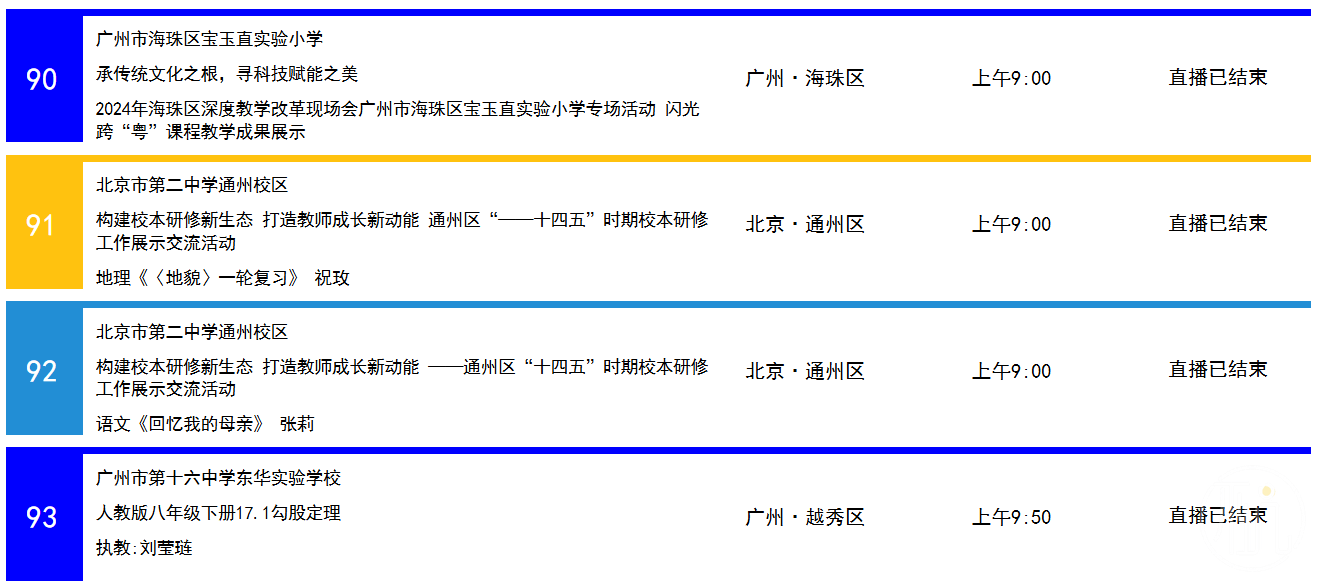 90
广州市海珠区宝玉直实验小学
承传统文化之根，寻科技赋能之美
2024年海珠区深度教学改革现场会广州市海珠区宝玉直实验小学专场活动 闪光
跨“粤”课程教学成果展示
广州·海珠区
上午9:00
直播已结束
91
北京市第二中学通州校区
构建校本研修新生态 打造教师成长新动能 通州区“——十四五”时期校本研修
工作展示交流活动
地理《〈地貌〉一轮复习》 祝玫
北京·通州区
上午9:00
直播已结束
92
北京市第二中学通州校区
构建校本研修新生态 打造教师成长新动能 ——通州区“十四五”时期校本研修
工作展示交流活动
语文《回忆我的母亲》 张莉
北京·通州区
上午9:00
直播已结束
93
广州市第十六中学东华实验学校
人教版八年级下册17.1勾股定理
执教:刘莹琏
广州·越秀区
上午9:50
直播已结束